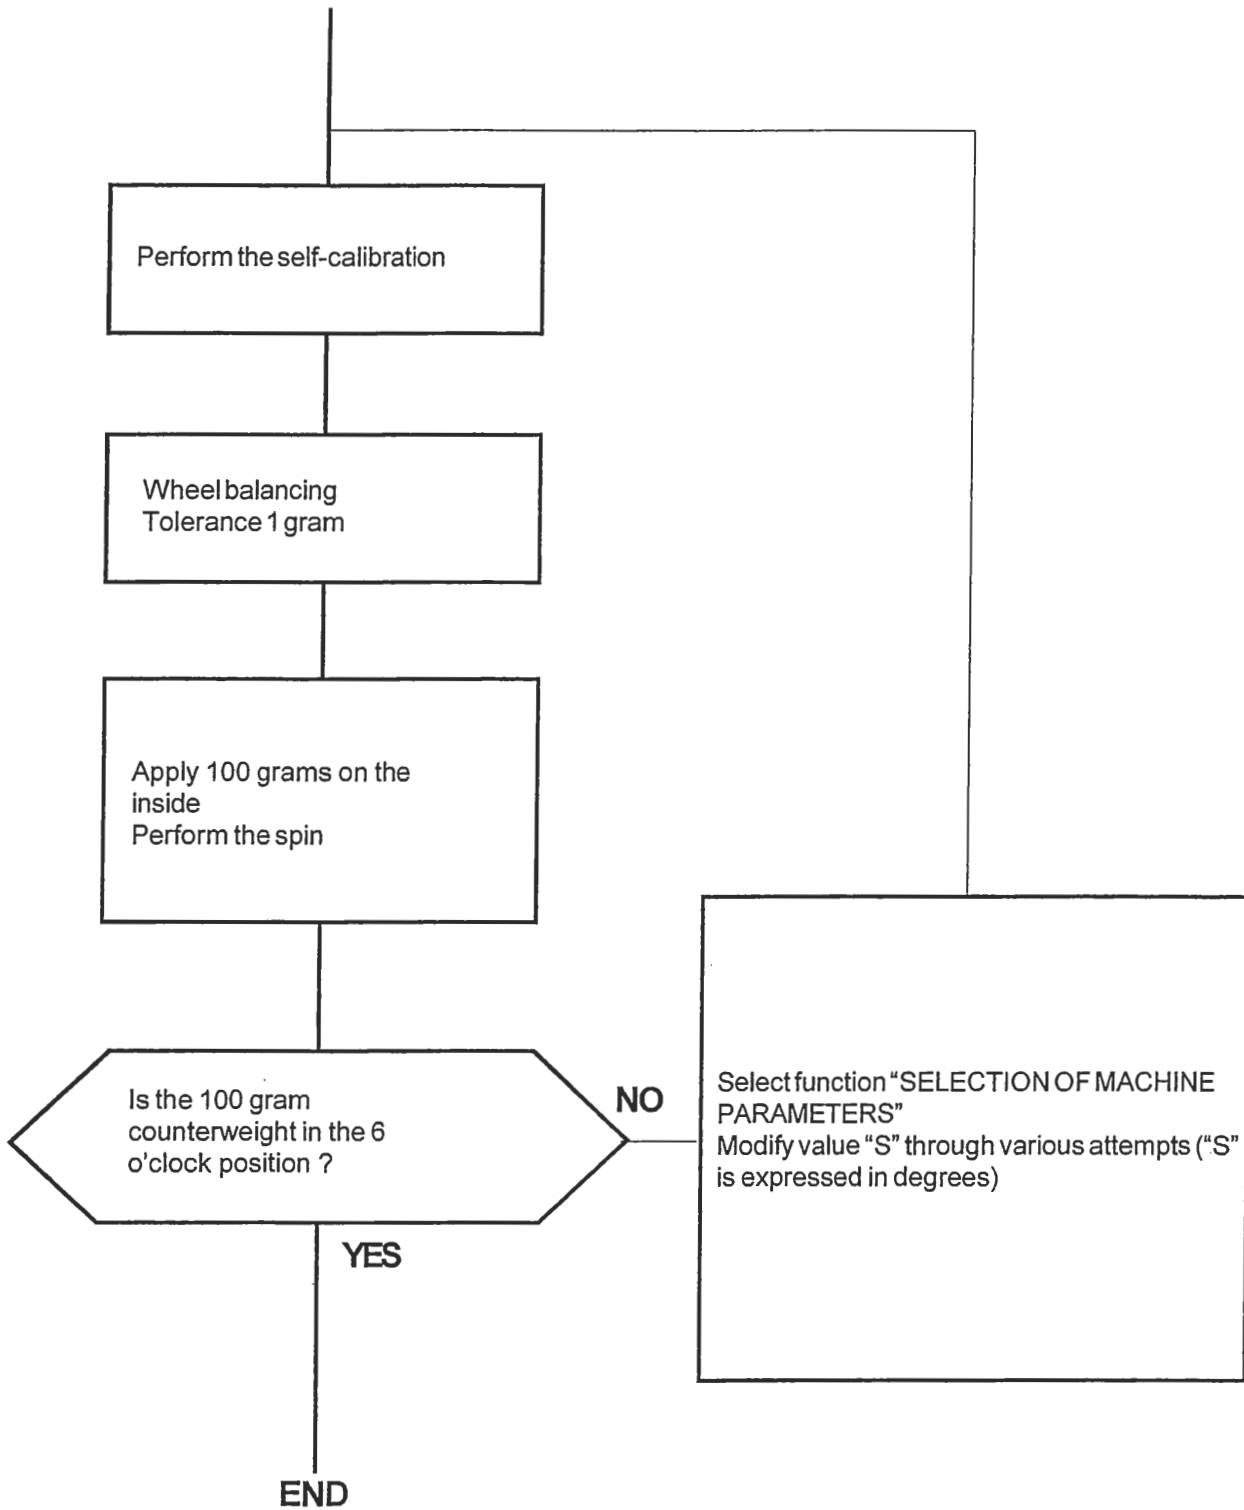 Perform the self-calibration
Wheel balancing
Tolerance 1 gram
Apply 100 grams on the
inside
Perform the spin
Is the 100 gram
counterweight in the 6
o'clock position ?
NO
Select function “SELECTION OF MACHINE
PARAMETERS”
Modify value “S” through various attempts (“S”
is expressed in degrees)
YES
END